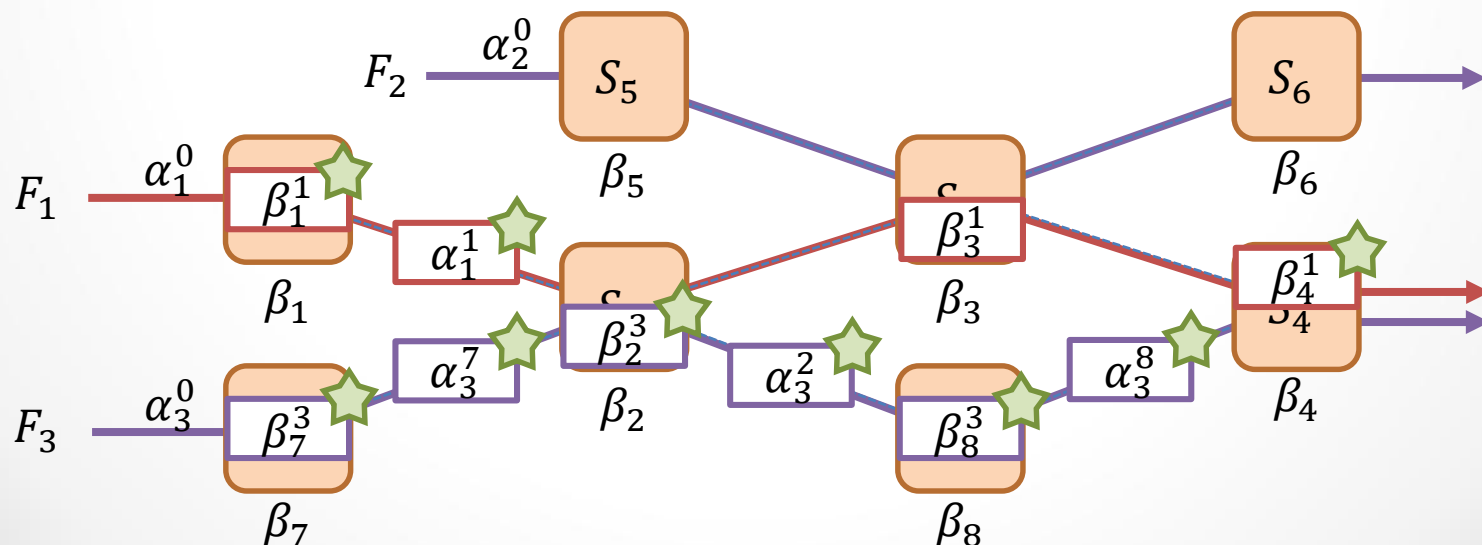 F₂ α₂⁰ S₅ S₆
β₅ β₆
F₁ α₁⁰ β₁¹ α₁¹ β₃¹ β₄¹
S₄
β₁ β₃
F₃ α₃⁰ β₇³ α₃⁷ β₂³ α₃² β₈³ α₃⁸
β₂ β₄
β₇ β₈